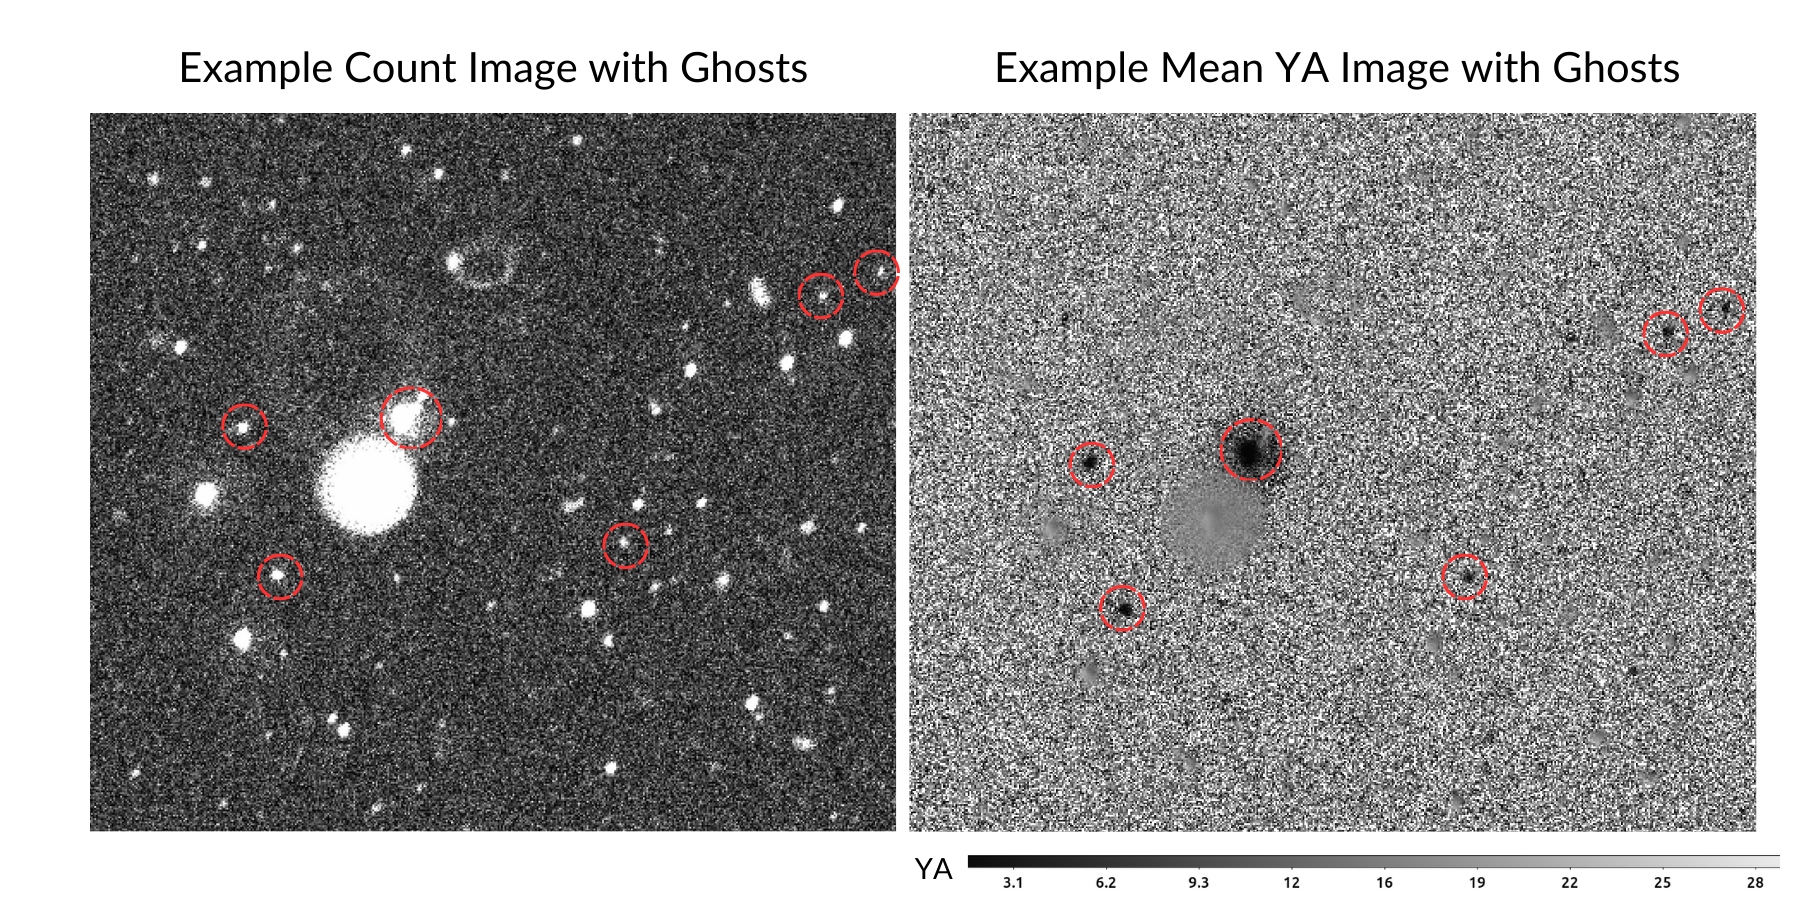 Example Count Image with Ghosts
Example Mean YA Image with Ghosts
YA
3.1 6.2 9.3 12 16 19 22 25 28